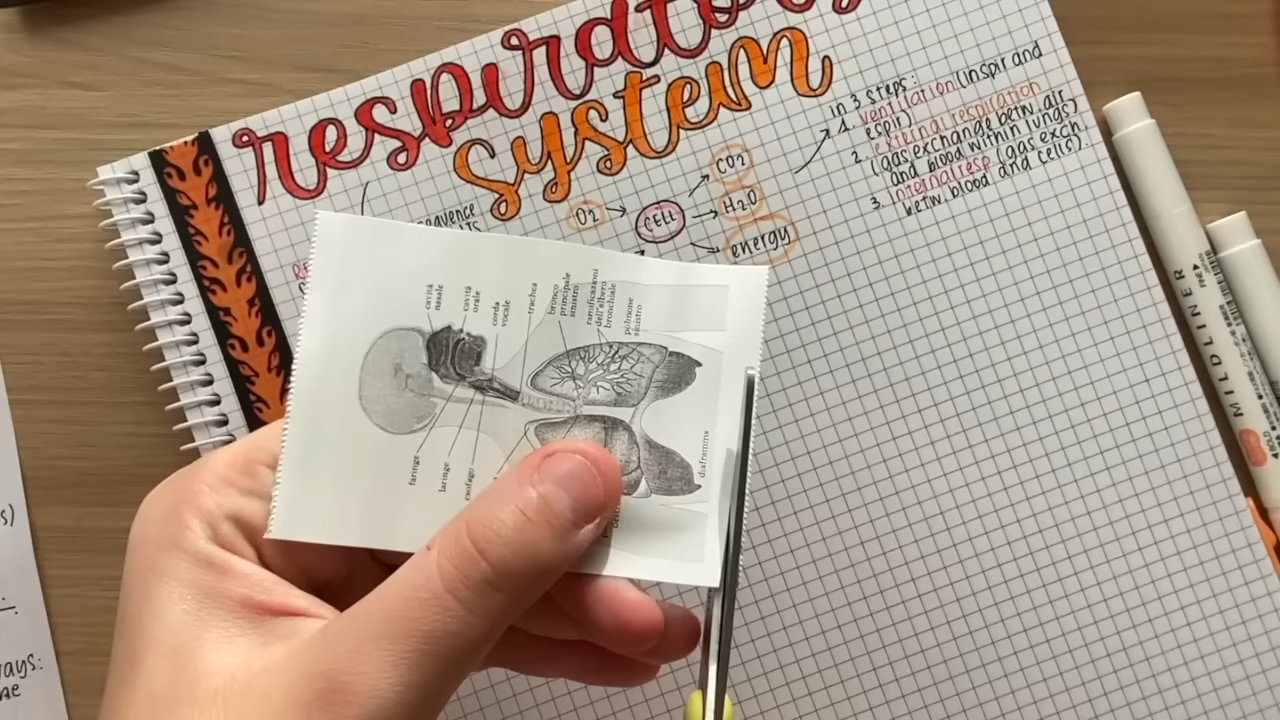 respiratory
system
in 3 steps:
1. ventilation (inspir and
espir)
2. external respiration
(gas exchange betw. air
and blood within lungs)
3. internal resp (gas exch
betw. blood and cells).
O2
CELL
CO2
H2O
energy
cavità
nasale
cavità
orale
corda
vocale
trachea
bronco
principale
sinistro
ramificazioni
dell'albero
bronchiale
polmone
sinistro
faringe
laringe
esofago
diaframma
MILDLINER